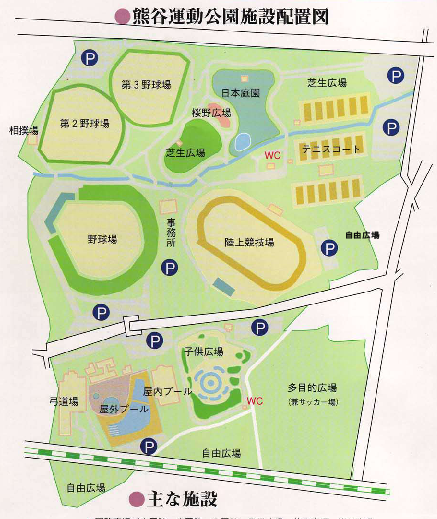 ●熊谷運動公園施設配置図
P
P
第3野球場
芝生広場
日本庭園
桜野広場
第2野球場
P
相撲場
芝生広場
WC
テニスコート
事務所
野球場
陸上競技場
自由広場
P
P
P
P
P
子供広場
屋内プール
多目的広場
(兼サッカー場)
弓道場
屋外プール
WC
P
自由広場
自由広場
●主な施設